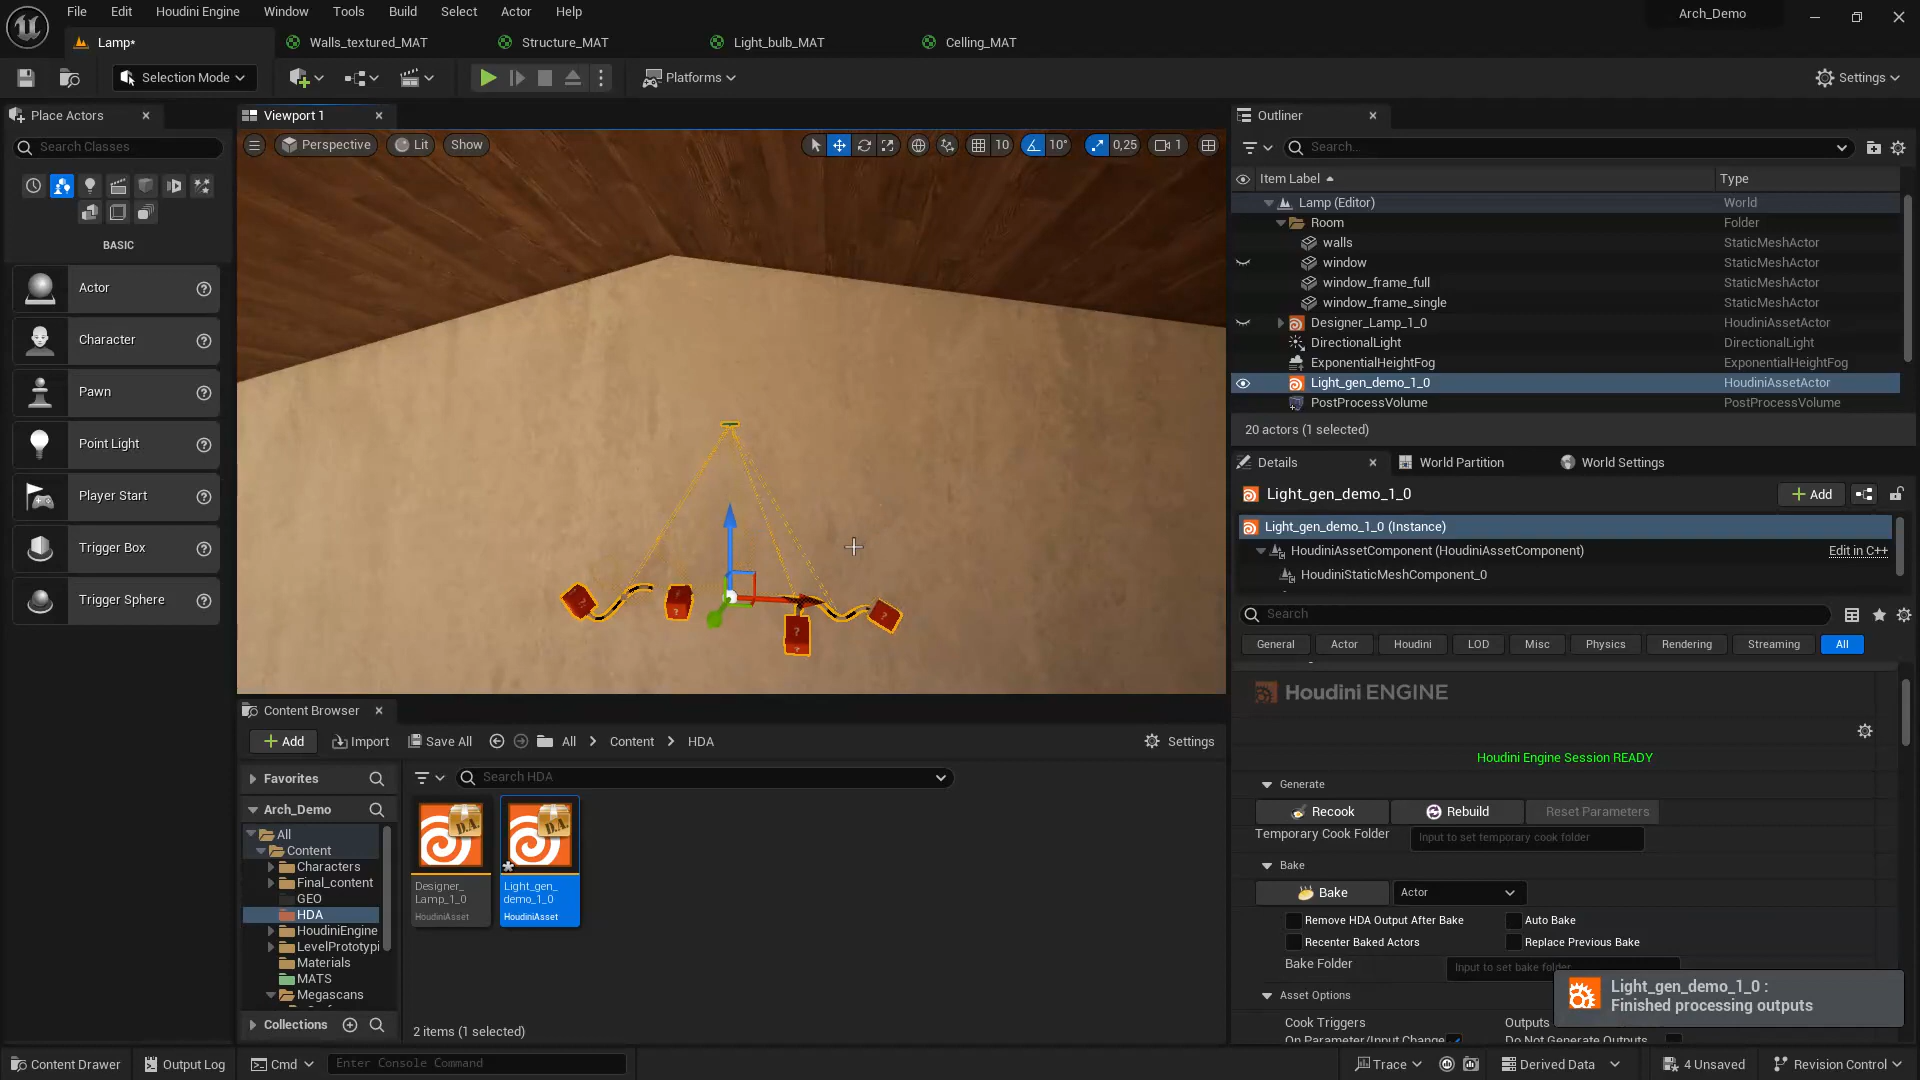 File Edit Houdini Engine Window Tools Build Select Actor Help
Arch_Demo
Lamp* Walls_textured_MAT Structure_MAT Light_bulb_MAT Celling_MAT
Selection Mode Platforms Settings
Place Actors
Search Classes
BASIC
Actor
Character
Pawn
Point Light
Player Start
Trigger Box
Trigger Sphere
Viewport 1
Perspective Lit Show 10 10° 0,25 1
Outliner
Search...
Item Label Type
Lamp (Editor) World
Room Folder
walls StaticMeshActor
window StaticMeshActor
window_frame_full StaticMeshActor
window_frame_single StaticMeshActor
Designer_Lamp_1_0 HoudiniAssetActor
DirectionalLight DirectionalLight
ExponentialHeightFog ExponentialHeightFog
Light_gen_demo_1_0 HoudiniAssetActor
PostProcessVolume PostProcessVolume
20 actors (1 selected)
Details World Partition World Settings
Light_gen_demo_1_0 Add
Light_gen_demo_1_0 (Instance)
HoudiniAssetComponent (HoudiniAssetComponent) Edit in C++
HoudiniStaticMeshComponent_0
Search
General Actor Houdini LOD Misc Physics Rendering Streaming All
Houdini ENGINE
Houdini Engine Session READY
Generate
Recook Rebuild Reset Parameters
Temporary Cook Folder Input to set temporary cook folder
Bake
Bake Actor
Remove HDA Output After Bake Auto Bake
Recenter Baked Actors Replace Previous Bake
Bake Folder Input to set bake folder
Asset Options
Cook Triggers Outputs
On Parameter/Input Change Do Not Generate Outputs
Light_gen_demo_1_0 :
Finished processing outputs
Content Browser
Add Import Save All All Content HDA Settings
Favorites
Search HDA
Arch_Demo
All
Content
Characters
Final_content
GEO
HDA
HoudiniEngine
LevelPrototypi
Materials
MATS
Megascans
Collections
Designer_
Lamp_1_0
HoudiniAsset
Light_gen_
demo_1_0
HoudiniAsset
2 items (1 selected)
Content Drawer Output Log Cmd Enter Console Command Trace Derived Data 4 Unsaved Revision Control